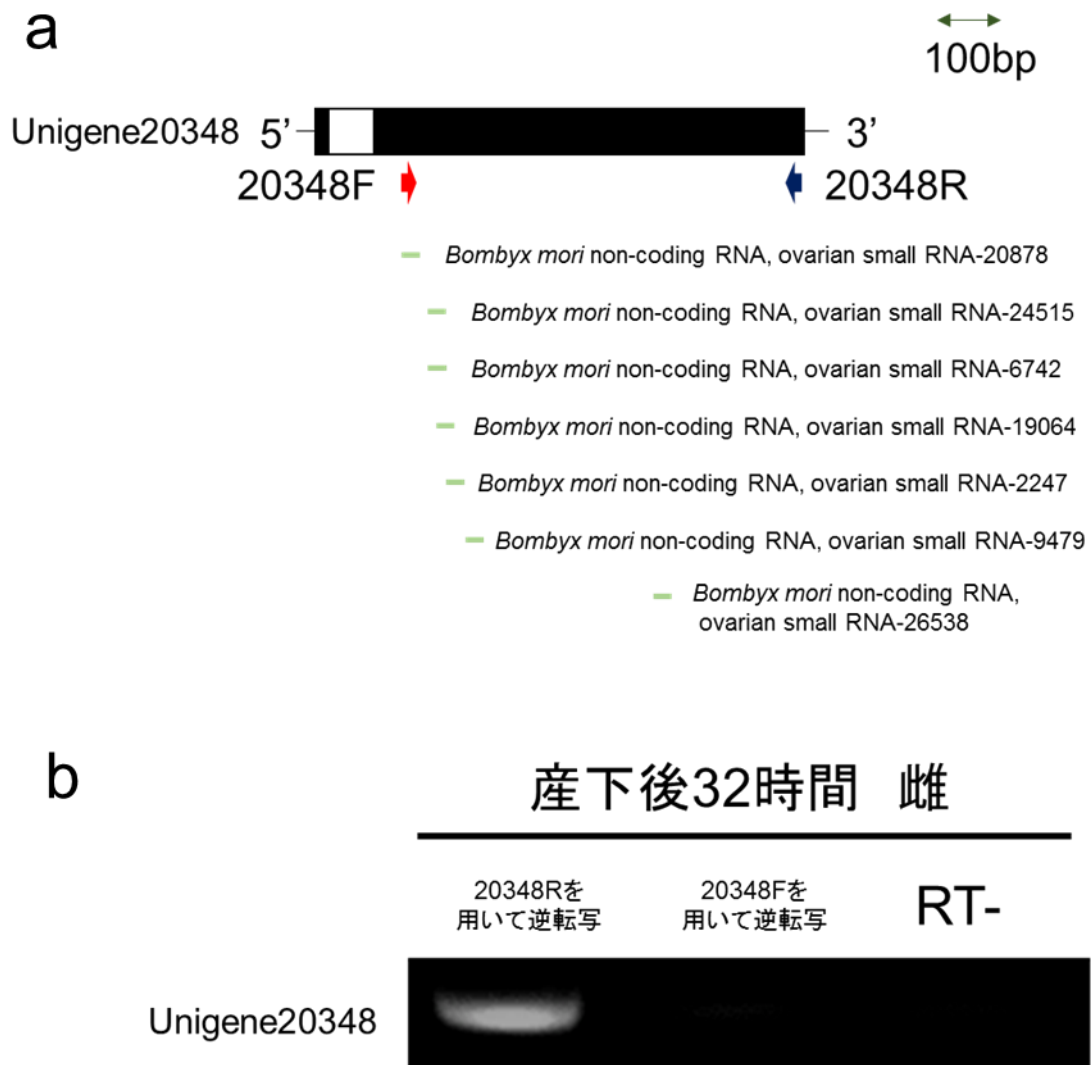 a
100bp
Unigene20348 5’ 3’
20348F 20348R
Bombyx mori non-coding RNA, ovarian small RNA-20878
Bombyx mori non-coding RNA, ovarian small RNA-24515
Bombyx mori non-coding RNA, ovarian small RNA-6742
Bombyx mori non-coding RNA, ovarian small RNA-19064
Bombyx mori non-coding RNA, ovarian small RNA-2247
Bombyx mori non-coding RNA, ovarian small RNA-9479
Bombyx mori non-coding RNA,
ovarian small RNA-26538
b
産下後32時間 雌
20348Rを
用いて逆転写
20348Fを
用いて逆転写
RT-
Unigene20348